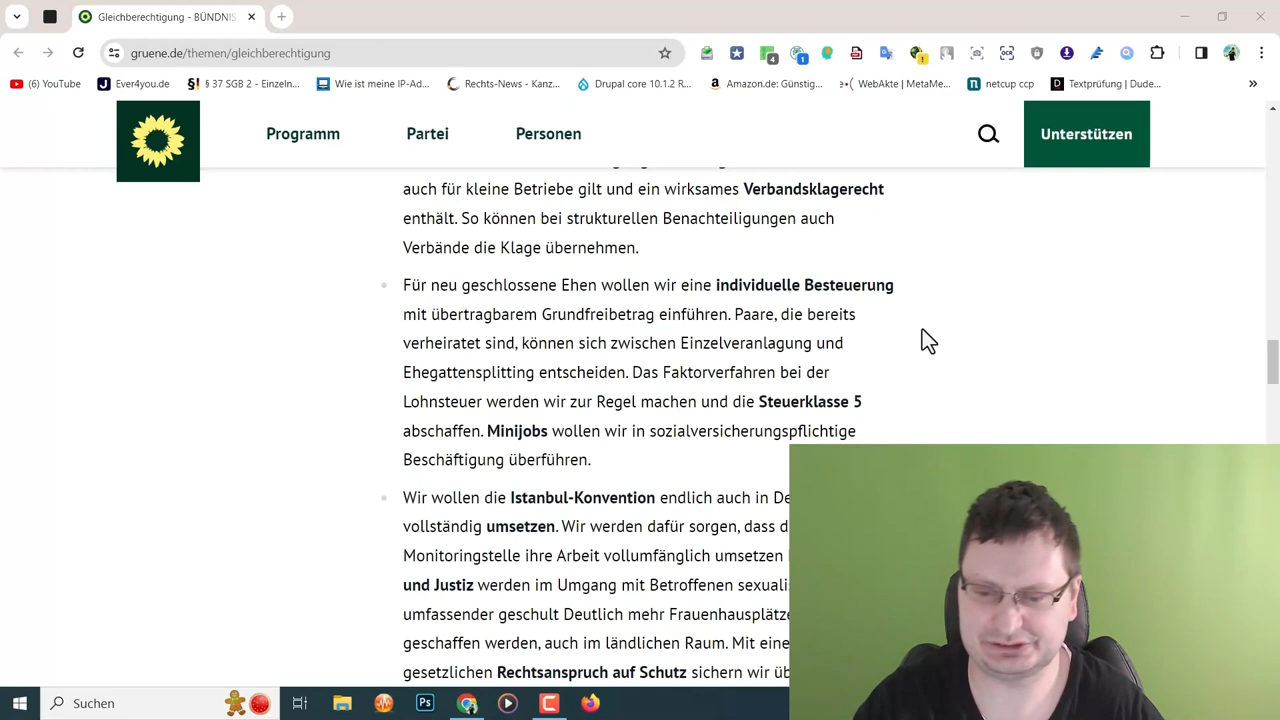 Gleichberechtigung - BÜNDNIS
gruene.de/themen/gleichberechtigung
4
1
(6) YouTube
Ever4you.de
§ 37 SGB 2 - Einzeln...
Wie ist meine IP-Ad...
Rechts-News - Kanz...
Drupal core 10.1.2 R...
Amazon.de: Günstig...
WebAkte | MetaMe...
netcup ccp
Textprüfung | Dude...
Programm
Partei
Personen
Unterstützen
auch für kleine Betriebe gilt und ein wirksames Verbandsklagerecht
enthält. So können bei strukturellen Benachteiligungen auch
Verbände die Klage übernehmen.
Für neu geschlossene Ehen wollen wir eine individuelle Besteuerung
mit übertragbarem Grundfreibetrag einführen. Paare, die bereits
verheiratet sind, können sich zwischen Einzelveranlagung und
Ehegattensplitting entscheiden. Das Faktorverfahren bei der
Lohnsteuer werden wir zur Regel machen und die Steuerklasse 5
abschaffen. Minijobs wollen wir in sozialversicherungspflichtige
Beschäftigung überführen.
Wir wollen die Istanbul-Konvention endlich auch in De
vollständig umsetzen. Wir werden dafür sorgen, dass d
Monitoringstelle ihre Arbeit vollumfänglich umsetzen
und Justiz werden im Umgang mit Betroffenen sexuali
umfassender geschult Deutlich mehr Frauenhausplätze
geschaffen werden, auch im ländlichen Raum. Mit eine
gesetzlichen Rechtsanspruch auf Schutz sichern wir üb
Suchen
Ps